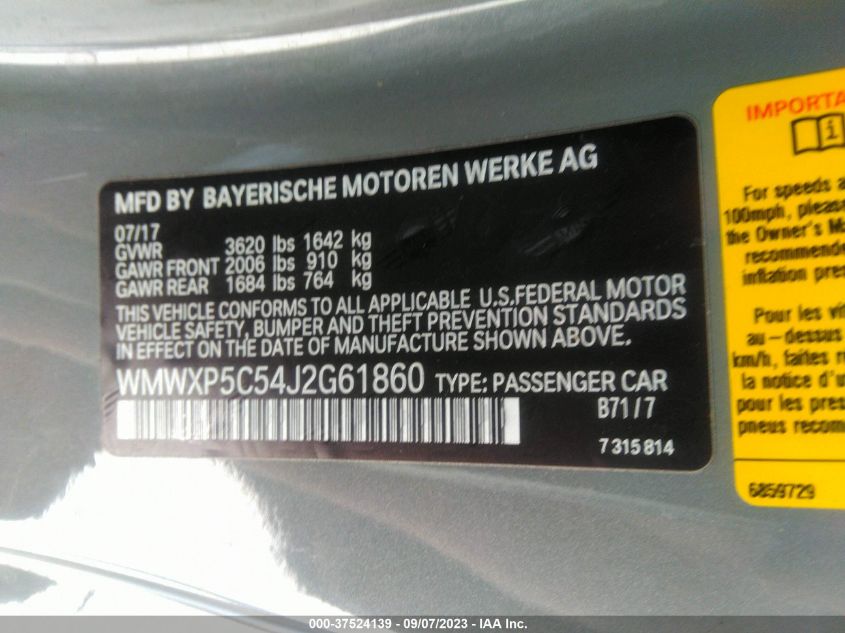 MFD BY BAYERISCHE MOTOREN WERKE AG
07/17
GVWR 3620 lbs 1642 kg
GAWR FRONT 2006 lbs 910 kg
GAWR REAR 1684 lbs 764 kg
THIS VEHICLE CONFORMS TO ALL APPLICABLE U.S.FEDERAL MOTOR
VEHICLE SAFETY, BUMPER AND THEFT PREVENTION STANDARDS
IN EFFECT ON THE DATE OF MANUFACTURE SHOWN ABOVE.
WMWXP5C54J2G61860 TYPE: PASSENGER CAR
B71/7
7 315 814
IMPORTA
i
For speeds a
100mph, please
the Owner's Ma
recommende
inflation pres
Pour les vit
au-dessus
km/h, faites
la notice d'u
pour les pres
pneus recom
6859729
000-37524139 - 09/07/2023 - IAA Inc.